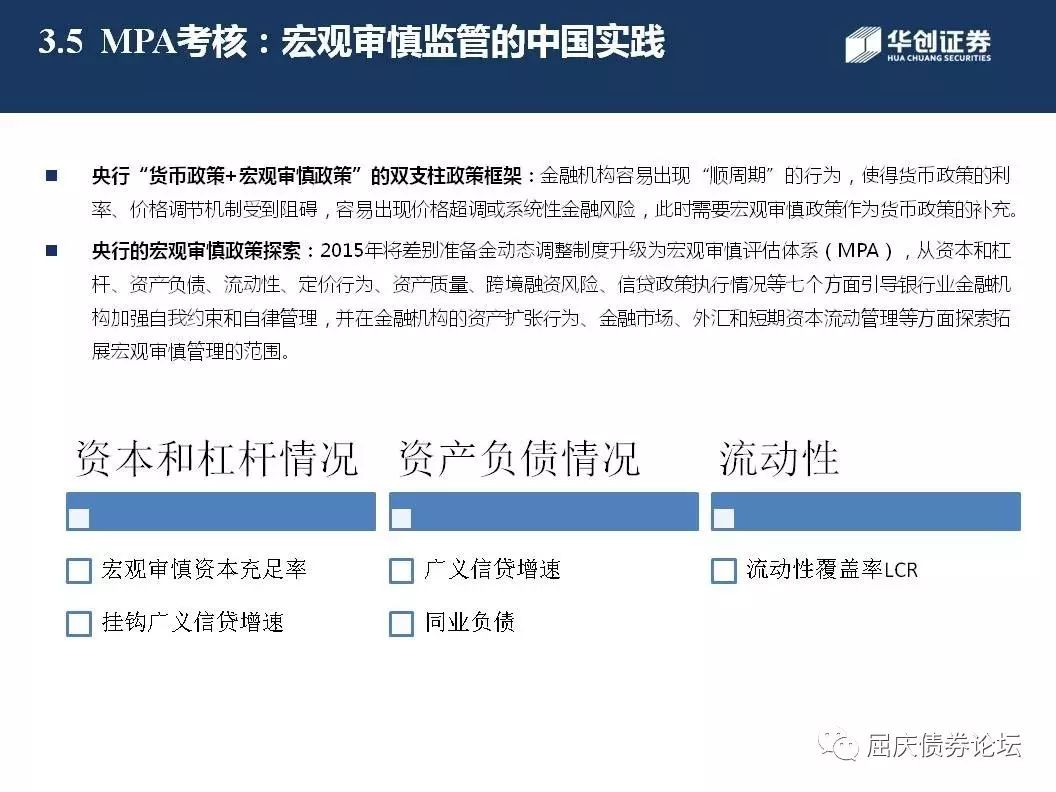 3.5 MPA考核：宏观审慎监管的中国实践
华创证券
HUA CHUANG SECURITIES
央行“货币政策+宏观审慎政策”的双支柱政策框架：金融机构容易出现“顺周期”的行为，使得货币政策的利
率、价格调节机制受到阻碍，容易出现价格超调或系统性金融风险，此时需要宏观审慎政策作为货币政策的补充。
央行的宏观审慎政策探索：2015年将差别准备金动态调整制度升级为宏观审慎评估体系（MPA），从资本和杠
杆、资产负债、流动性、定价行为、资产质量、跨境融资风险、信贷政策执行情况等七个方面引导银行业金融机
构加强自我约束和自律管理，并在金融机构的资产扩张行为、金融市场、外汇和短期资本流动管理等方面探索拓
展宏观审慎管理的范围。
资本和杠杆情况
资产负债情况
流动性
宏观审慎资本充足率
广义信贷增速
流动性覆盖率LCR
挂钩广义信贷增速
同业负债
屈庆债券论坛